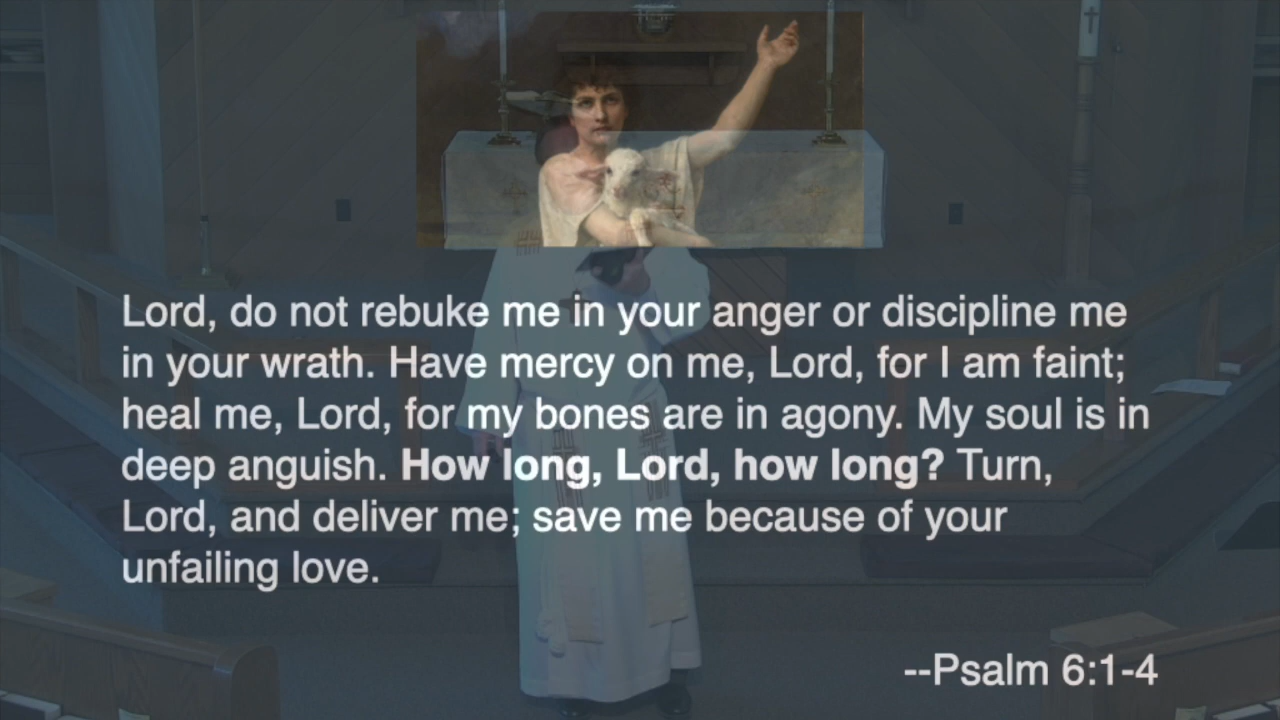 Lord, do not rebuke me in your anger or discipline me
in your wrath. Have mercy on me, Lord, for I am faint;
heal me, Lord, for my bones are in agony. My soul is in
deep anguish. How long, Lord, how long? Turn,
Lord, and deliver me; save me because of your
unfailing love.
--Psalm 6:1-4